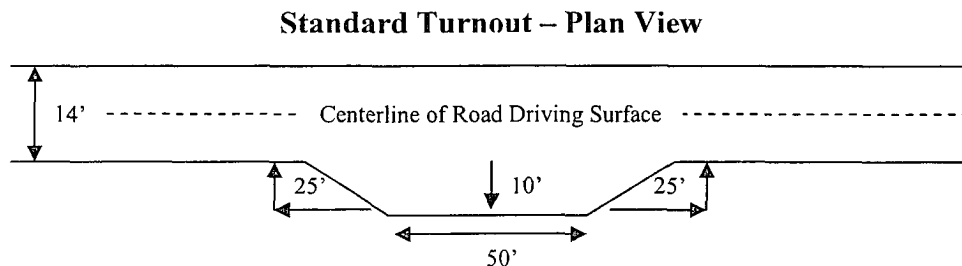 Standard Turnout – Plan View
14’
Centerline of Road Driving Surface
25’
10’
25’
50’